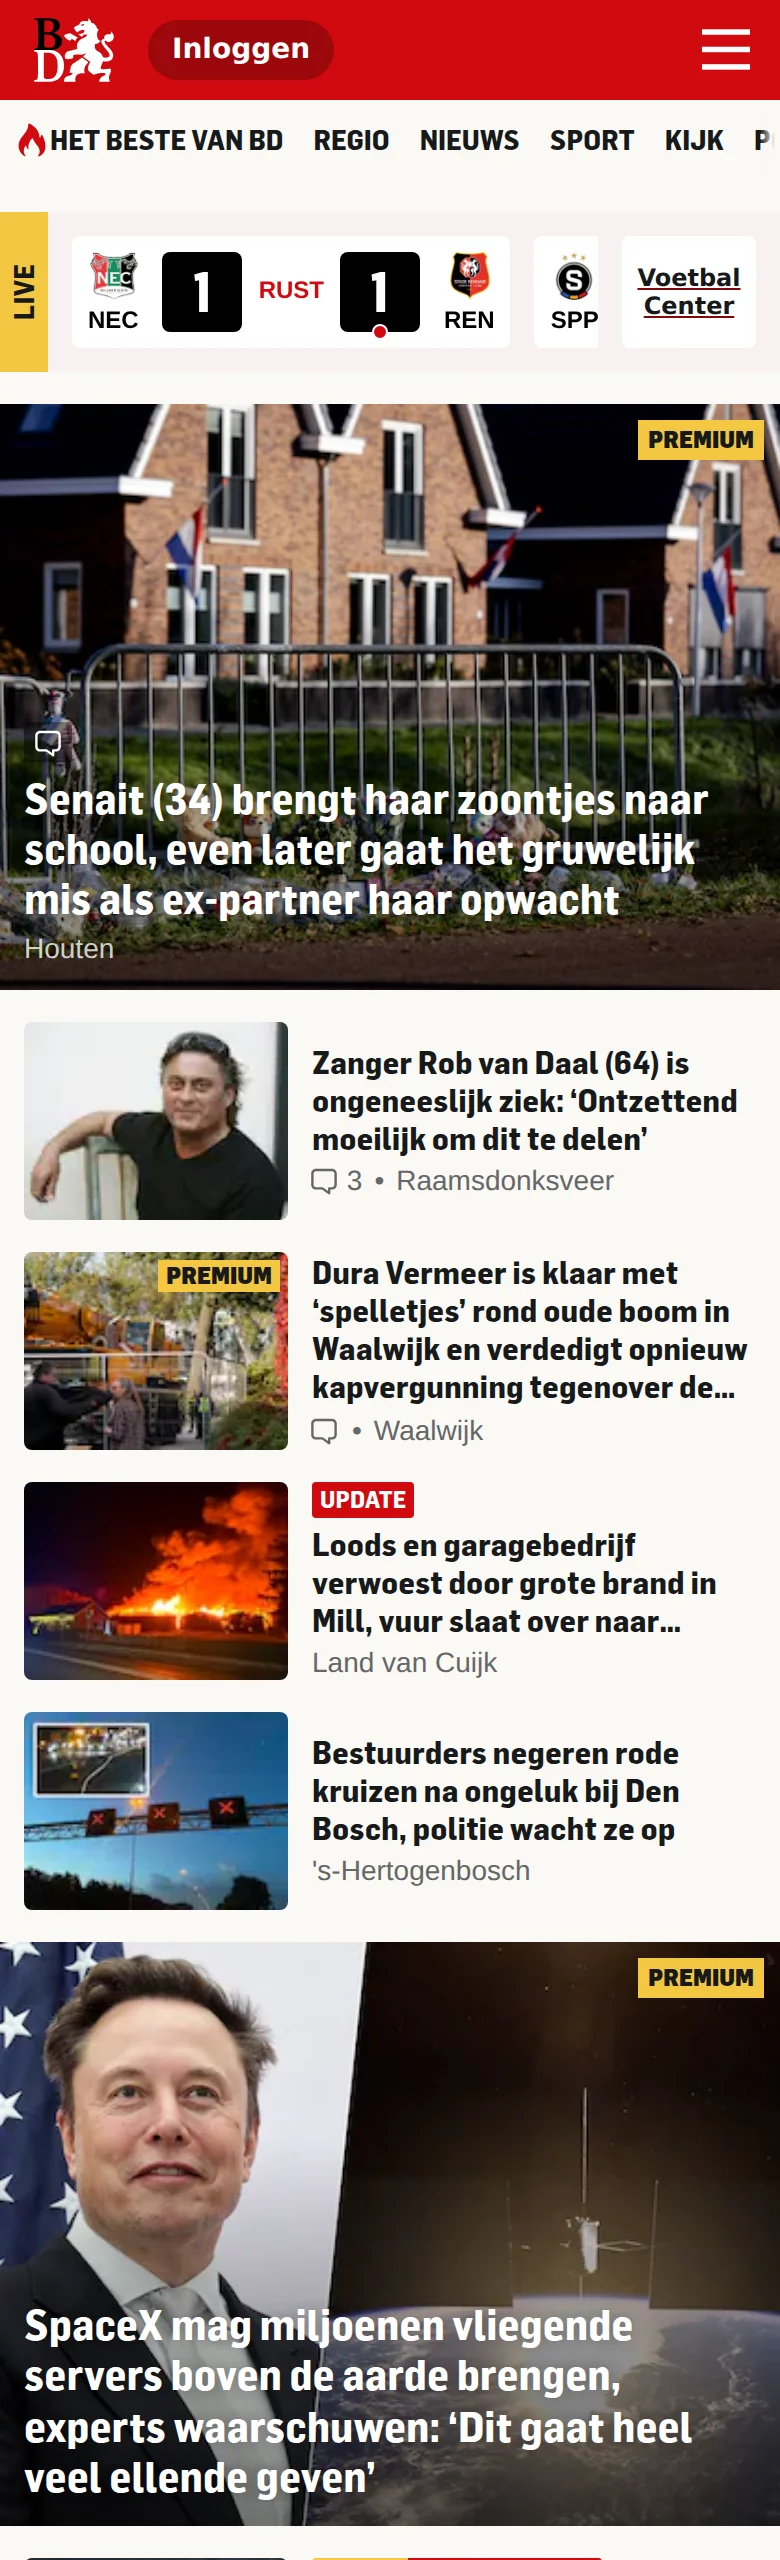 BD
Inloggen
HET BESTE VAN BD REGIO NIEUWS SPORT KIJK
LIVE
NEC
NEC 1 RUST 1 REN
SPP
Voetbal
Center
PREMIUM
Senait (34) brengt haar zoontjes naar
school, even later gaat het gruwelijk
mis als ex-partner haar opwacht
Houten
Zanger Rob van Daal (64) is
ongeneeslijk ziek: ‘Ontzettend
moeilijk om dit te delen’
3 • Raamsdonksveer
PREMIUM
Dura Vermeer is klaar met
‘spelletjes’ rond oude boom in
Waalwijk en verdedigt opnieuw
kapvergunning tegenover de...
• Waalwijk
UPDATE
Loods en garagebedrijf
verwoest door grote brand in
Mill, vuur slaat over naar...
Land van Cuijk
Bestuurders negeren rode
kruizen na ongeluk bij Den
Bosch, politie wacht ze op
's-Hertogenbosch
PREMIUM
SpaceX mag miljoenen vliegende
servers boven de aarde brengen,
experts waarschuwen: ‘Dit gaat heel
veel ellende geven’